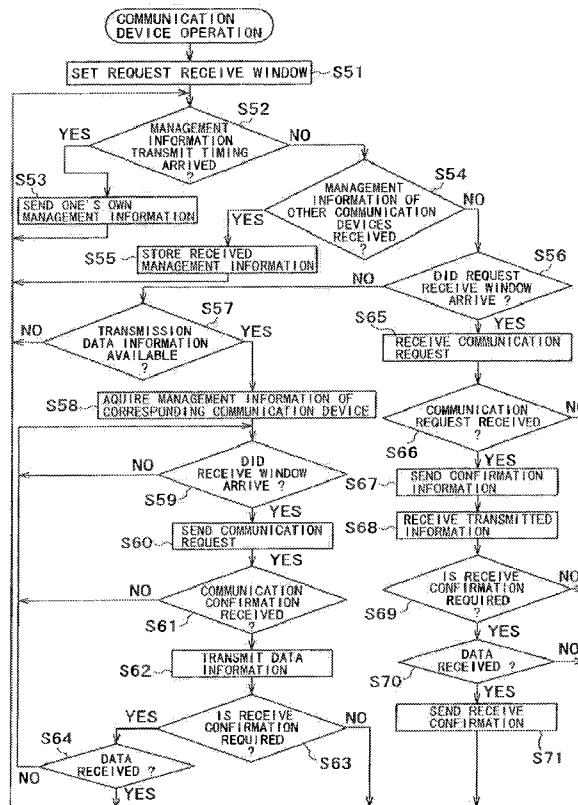 COMMUNICATION
DEVICE OPERATION
SET REQUEST RECEIVE WINDOW
S51
S52
YES
MANAGEMENT
INFORMATION
TRANSMIT TIMING
ARRIVED
?
NO
S53
SEND ONE'S OWN
MANAGEMENT INFORMATION
S54
MANAGEMENT
INFORMATION OF
OTHER COMMUNICATION
DEVICES
RECEIVED
?
YES
NO
S55
STORE RECEIVED
MANAGEMENT INFORMATION
S56
NO
DID REQUEST
RECEIVE WINDOW
ARRIVE ?
YES
S57
NO
TRANSMISSION
DATA INFORMATION
AVAILABLE
?
YES
S65
RECEIVE COMMUNICATION
REQUEST
S58
AQUIRE MANAGEMENT INFORMATION OF
CORRESPONDING COMMUNICATION DEVICE
COMMUNICATION
REQUEST RECEIVED
?
NO
S66
YES
NO
DID
RECEIVE WINDOW
ARRIVE ?
S59
YES
S67
SEND CONFIRMATION
INFORMATION
S60
SEND COMMUNICATION
REQUEST
S68
RECEIVE TRANSMITTED
INFORMATION
YES
NO
COMMUNICATION
CONFIRMATION
RECEIVED
?
S61
IS RECEIVE
CONFIRMATION
REQUIRED
?
NO
S69
YES
YES
S62
TRANSMIT DATA
INFORMATION
DATA
RECEIVED ?
NO
S70
YES
YES
IS RECEIVE
CONFIRMATION
REQUIRED
?
NO
S63
SEND RECEIVE
CONFIRMATION
S71
S64
NO
DATA
RECEIVED ?
YES